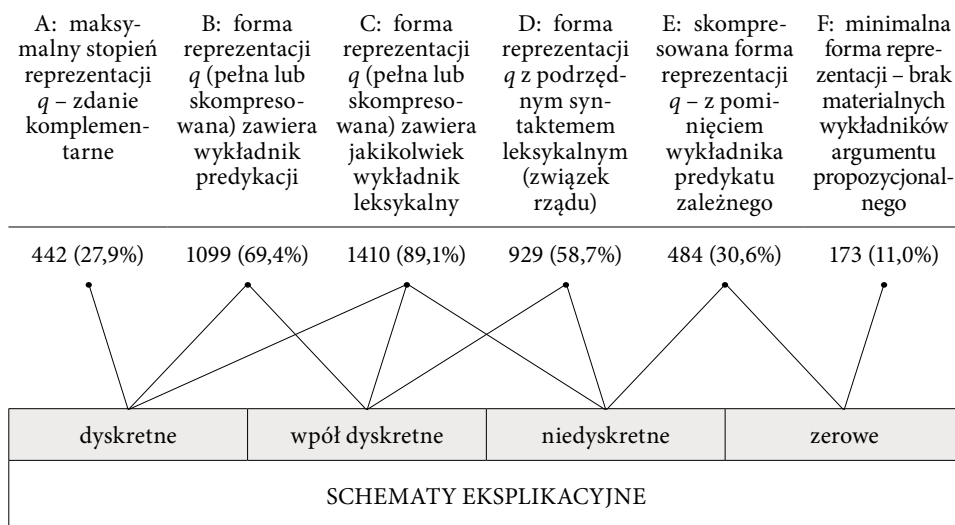 A: maksy-
malny stopień
reprezentacji
q – zdanie
komplemen-
tarne
B: forma
reprezentacji
q (pełna lub
skompreso-
wana) zawiera
wykładnik
predykacji
C: forma
reprezentacji
q (pełna lub
skompreso-
wana) zawiera
jakikolwiek
wykładnik
leksykalny
D: forma
reprezentacji
q z podrzęd-
nym syn-
taktemem
leksykalnym
(związek
rządu)
E: skompre-
sowana forma
reprezentacji
q – z pomi-
nięciem
wykładnika
predykatu
zależnego
F: minimalna
forma repre-
zentacji – brak
materialnych
wykładników
argumentu
propozycjonal-
nego
442 (27,9%) 1099 (69,4%) 1410 (89,1%) 929 (58,7%) 484 (30,6%) 173 (11,0%)
dyskretne wpół dyskretne niedyskretne zerowe
SCHEMATY EKSPLIKACYJNE